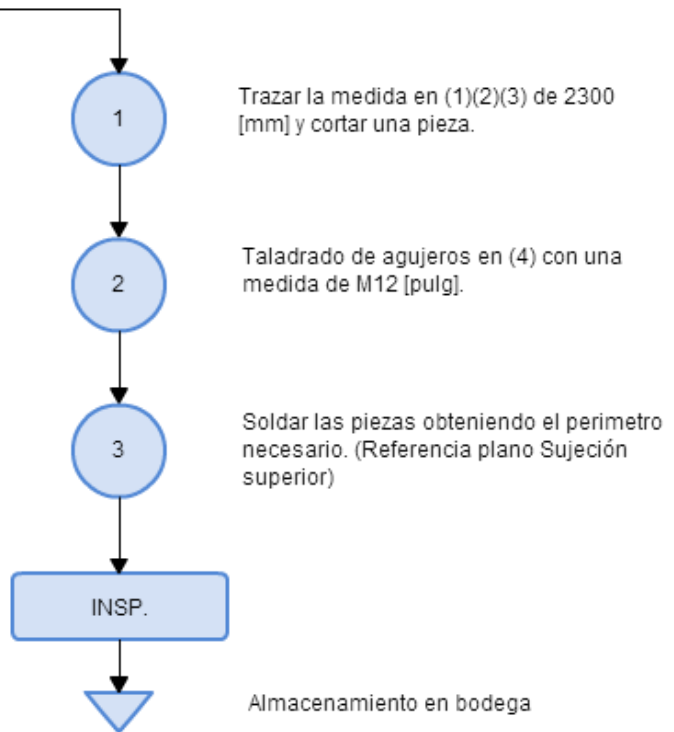 1
Trazar la medida en (1)(2)(3) de 2300
[mm] y cortar una pieza.
2
Taladrado de agujeros en (4) con una
medida de M12 [pulg].
3
Soldar las piezas obteniendo el perimetro
necesario. (Referencia plano Sujeción
superior)
INSP.
Almacenamiento en bodega